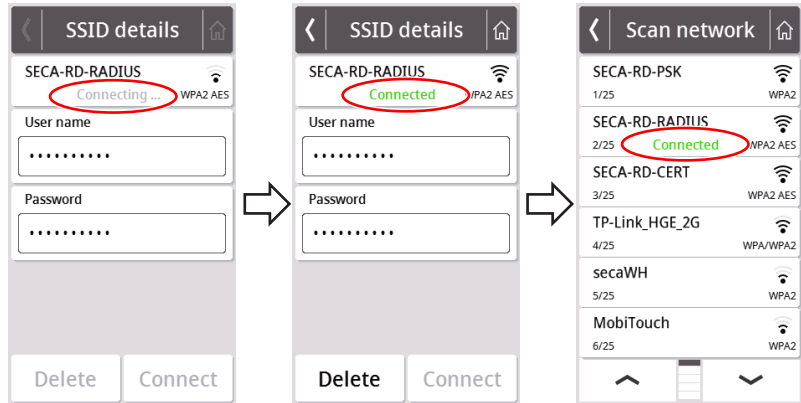 SSID details
SECA-RD-RADIUS
Connecting ...
WPA2 AES
User name
••••••••••
Password
••••••••••
Delete
Connect
SSID details
SECA-RD-RADIUS
Connected
/PA2 AES
User name
••••••••••
Password
••••••••••
Delete
Connect
Scan network
SECA-RD-PSK
1/25
WPA2
SECA-RD-RADIUS
2/25
Connected
WPA2 AES
SECA-RD-CERT
3/25
WPA2 AES
TP-Link_HGE_2G
4/25
WPA/WPA2
secaWH
5/25
WPA2
MobiTouch
6/25
WPA2